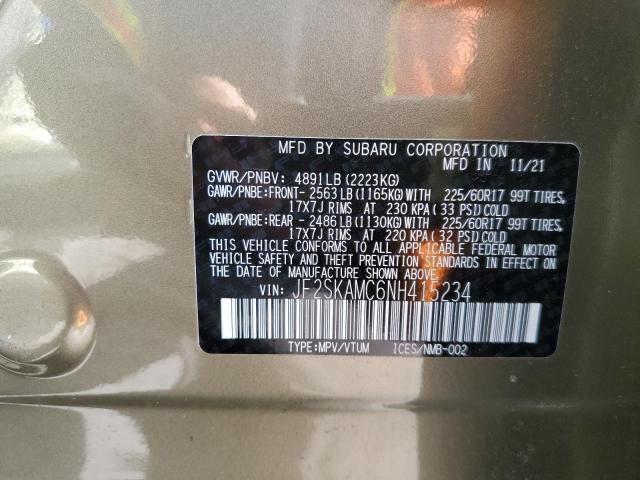 MFD BY SUBARU CORPORATION
MFD IN 11/21
GVWR/PNBV: 4891LB (2223KG)
GAWR/PNBE:FRONT- 2563LB (1165KG)WITH 225/60R17 99T TIRES,
17X7J RIMS AT 230 KPA (33 PSI)COLD
GAWR/PNBE:REAR - 2486LB (1130KG)WITH 225/60R17 99T TIRES,
17X7J RIMS AT 220 KPA (32 PSI)COLD
THIS VEHICLE CONFORMS TO ALL APPLICABLE FEDERAL MOTOR
VEHICLE SAFETY AND THEFT PREVENTION STANDARDS IN EFFECT
ON THE DATE OF MANUFACTURE SHOWN ABOVE.
VIN: JF2SKAMC6NH415234
TYPE:MPV/VTUM ICES/NMB-002